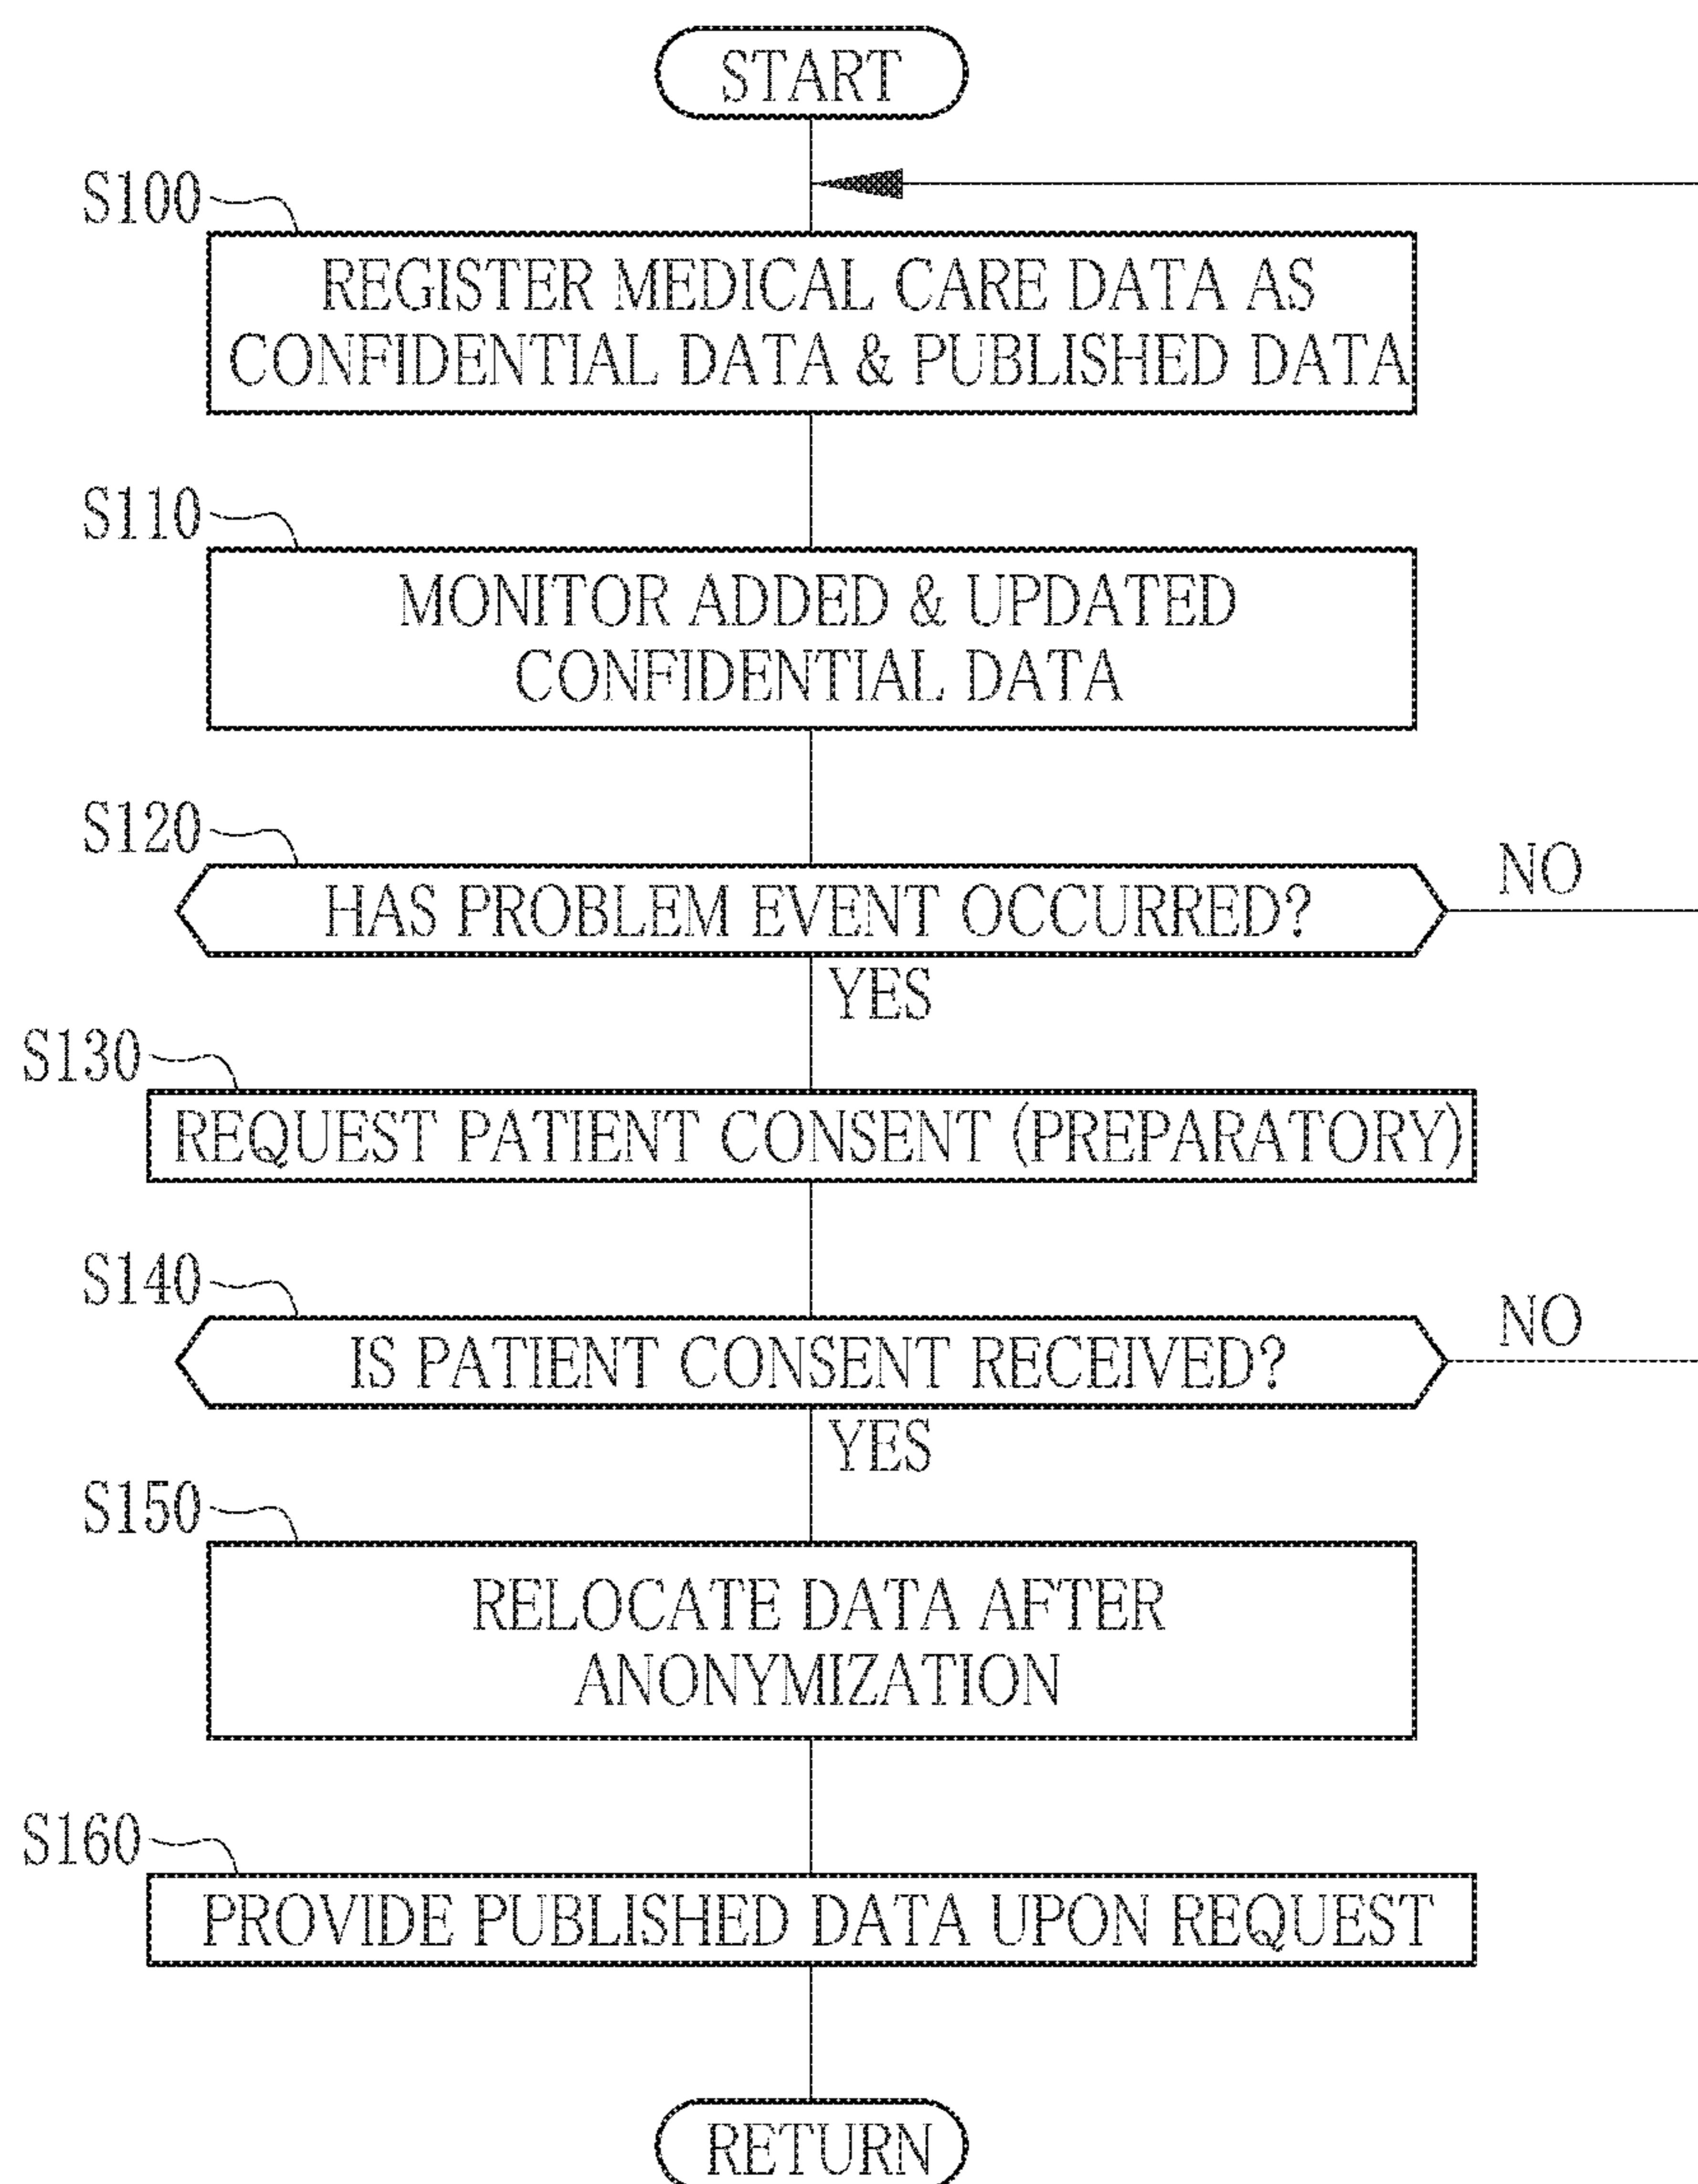 START
S100
REGISTER MEDICAL CARE DATA AS
CONFIDENTIAL DATA & PUBLISHED DATA
S110
MONITOR ADDED & UPDATED
CONFIDENTIAL DATA
S120
HAS PROBLEM EVENT OCCURRED?
NO
YES
S130
REQUEST PATIENT CONSENT (PREPARATORY)
S140
IS PATIENT CONSENT RECEIVED?
NO
YES
S150
RELOCATE DATA AFTER
ANONYMIZATION
S160
PROVIDE PUBLISHED DATA UPON REQUEST
RETURN